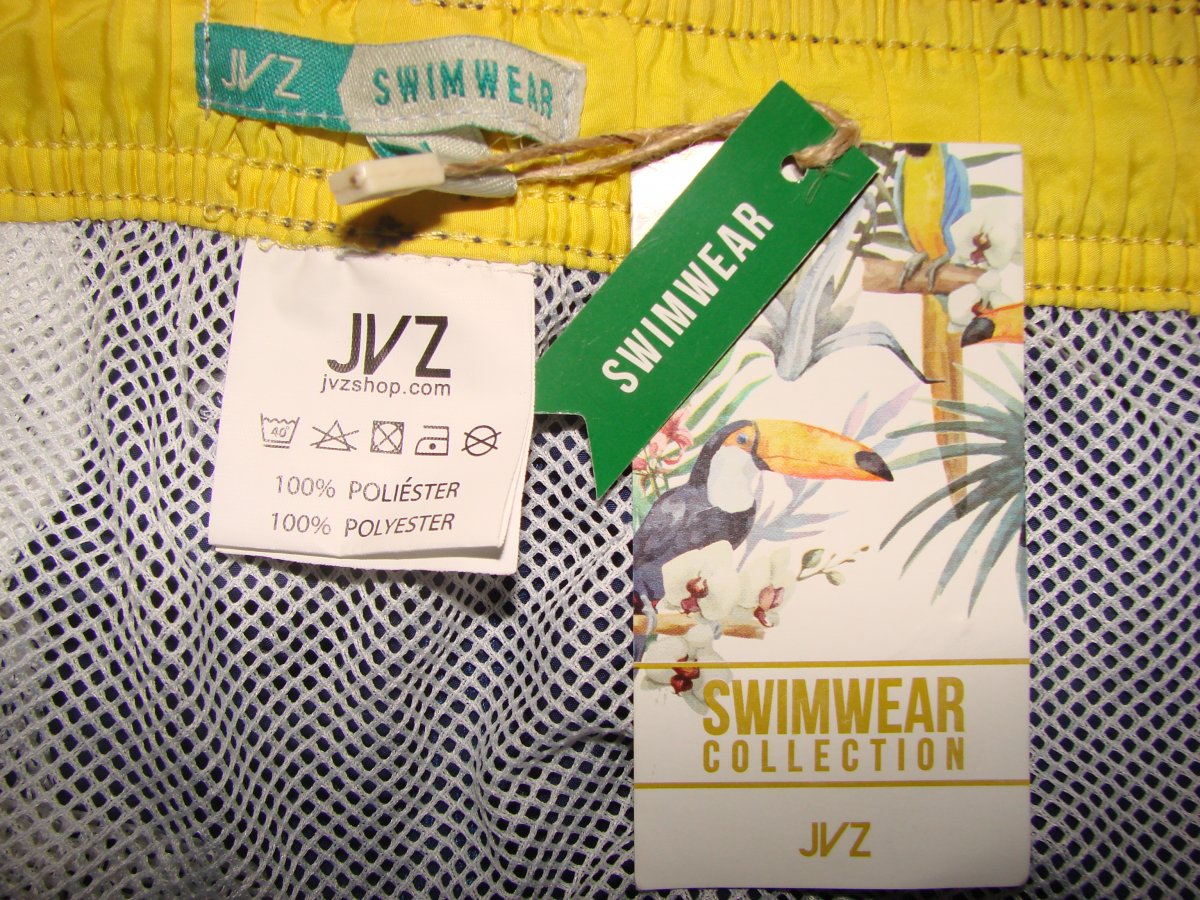 JVZ SWIMWEAR
SWIMWEAR
JVZ
jvzshop.com
40
100% POLIÉSTER
100% POLYESTER
SWIMWEAR
COLLECTION
JVZ